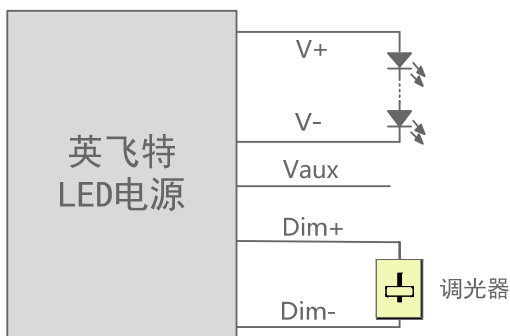 V+
V-
英飞特
LED电源
Vaux
Dim+
调光器
Dim-